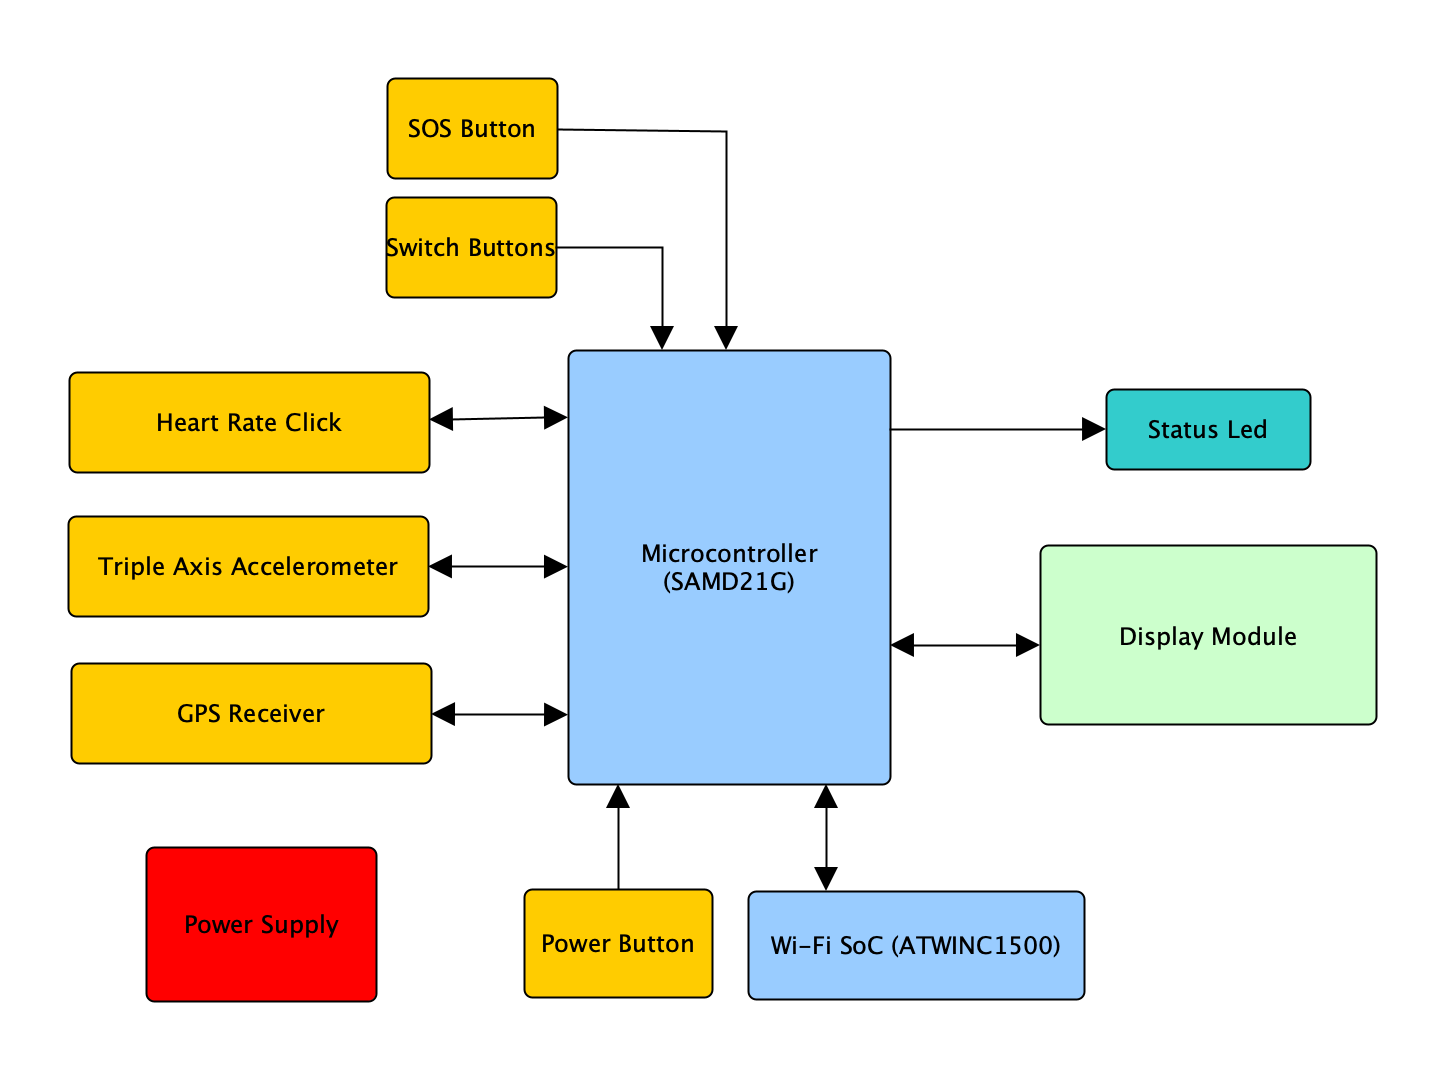 SOS Button
Switch Buttons
Heart Rate Click
Status Led
Triple Axis Accelerometer
Microcontroller
(SAMD21G)
Display Module
GPS Receiver
Power Supply
Power Button
Wi-Fi SoC (ATWINC1500)